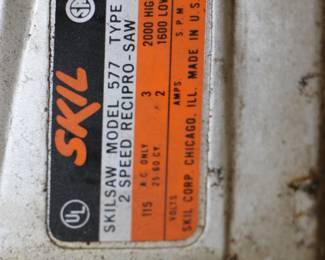 SKIL
SKILSAW MODEL 577 TYPE
2 SPEED RECIPRO-SAW
A.C. ONLY 3 2000 HIG
115 25-60 CY. 2 1600 LOW
VOLTS AMPS S.P.M
SKIL CORP. CHICAGO, ILL. MADE IN U.S.
UL